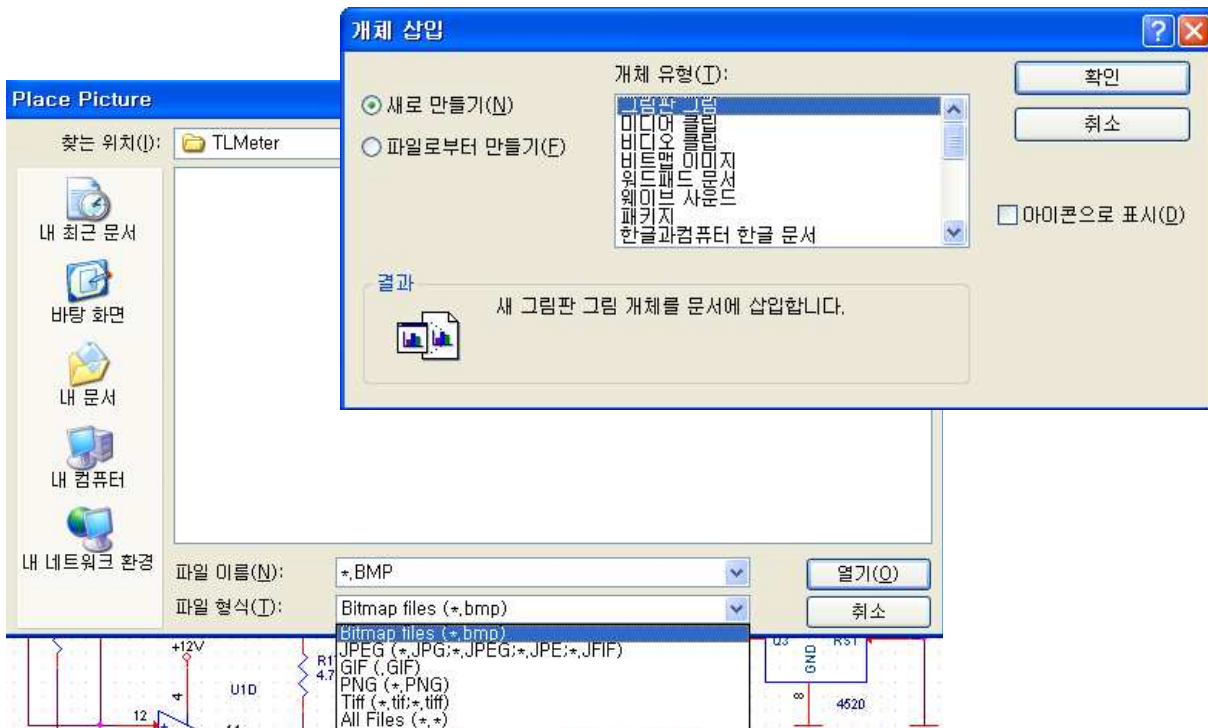 개체 삽입
개체 유형(T):
새로 만들기(N)
파일로부터 만들기(F)
그림판 그림
미디어 클립
비디오 클립
비트맵 이미지
워드패드 문서
웨이브 사운드
패키지
한글과컴퓨터 한글 문서
확인
취소
아이콘으로 표시(D)
결과
새 그림판 그림 개체를 문서에 삽입합니다.
Place Picture
찾는 위치(I):
TLMeter
내 최근 문서
바탕 화면
내 문서
내 컴퓨터
내 네트워크 환경
파일 이름(N):
*.BMP
열기(O)
파일 형식(T):
Bitmap files (*.bmp)
취소
Bitmap files (*.bmp)
JPEG (*.JPG;*.JPEG;*.JPE;*.JFIF)
GIF (.GIF)
PNG (*.PNG)
Tiff (*.tif;*.tiff)
All Files (*.*)
+12V
4
U1D
12
Q3
GND
RST
8
4520